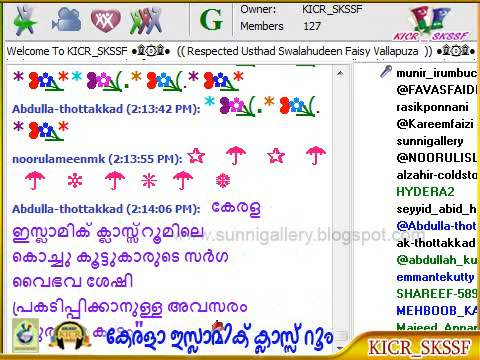 Owner: KICR_SKSSF
Members 127
KICR_SKSSF
Welcome To KICR_SKSSF (( Respected Usthad Swalahudeen Faisy Vallapuza ))
Abdulla-thottakkad (2:13:42 PM):
noorulameenmk (2:13:55 PM):
Abdulla-thottakkad (2:14:06 PM): കേരള
ഇസ്ലാമിക് ക്ലാസ്സ് റൂമിലെ
കൊച്ചു കൂട്ടുകാരുടെ സർഗ
വൈഭവ ശേഷി
പ്രകടിപ്പിക്കാനുള്ള അവസരം
www.sunnigallery.blogspot.com
munir_irumbuc
@FAVASFAIDI
rasikponnani
@Kareemfaizi
sunnigallery
@NOORULISL
alzahir-coldsto
HYDERA2
seyyid_abid_h
@Abdulla-thot
ak-thottakkad
@abdullah_ek
emmantekutty
SHAREEF-589
MEHBOOB_KA
Majeed_Annar
കേരളാ ഇസ്ലാമിക് ക്ലാസ്സ് റൂം
KICR_SKSSF